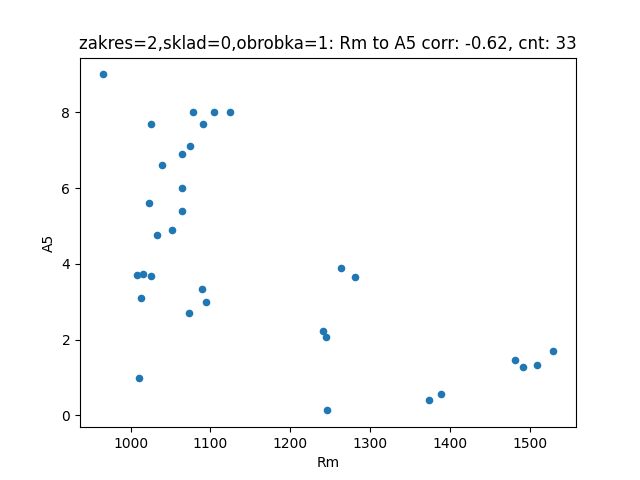 zakres=2,sklad=0,obrobka=1: Rm to A5 corr: -0.62, cnt: 33
8
6
A5
4
2
0
1000 1100 1200 1300 1400 1500
Rm